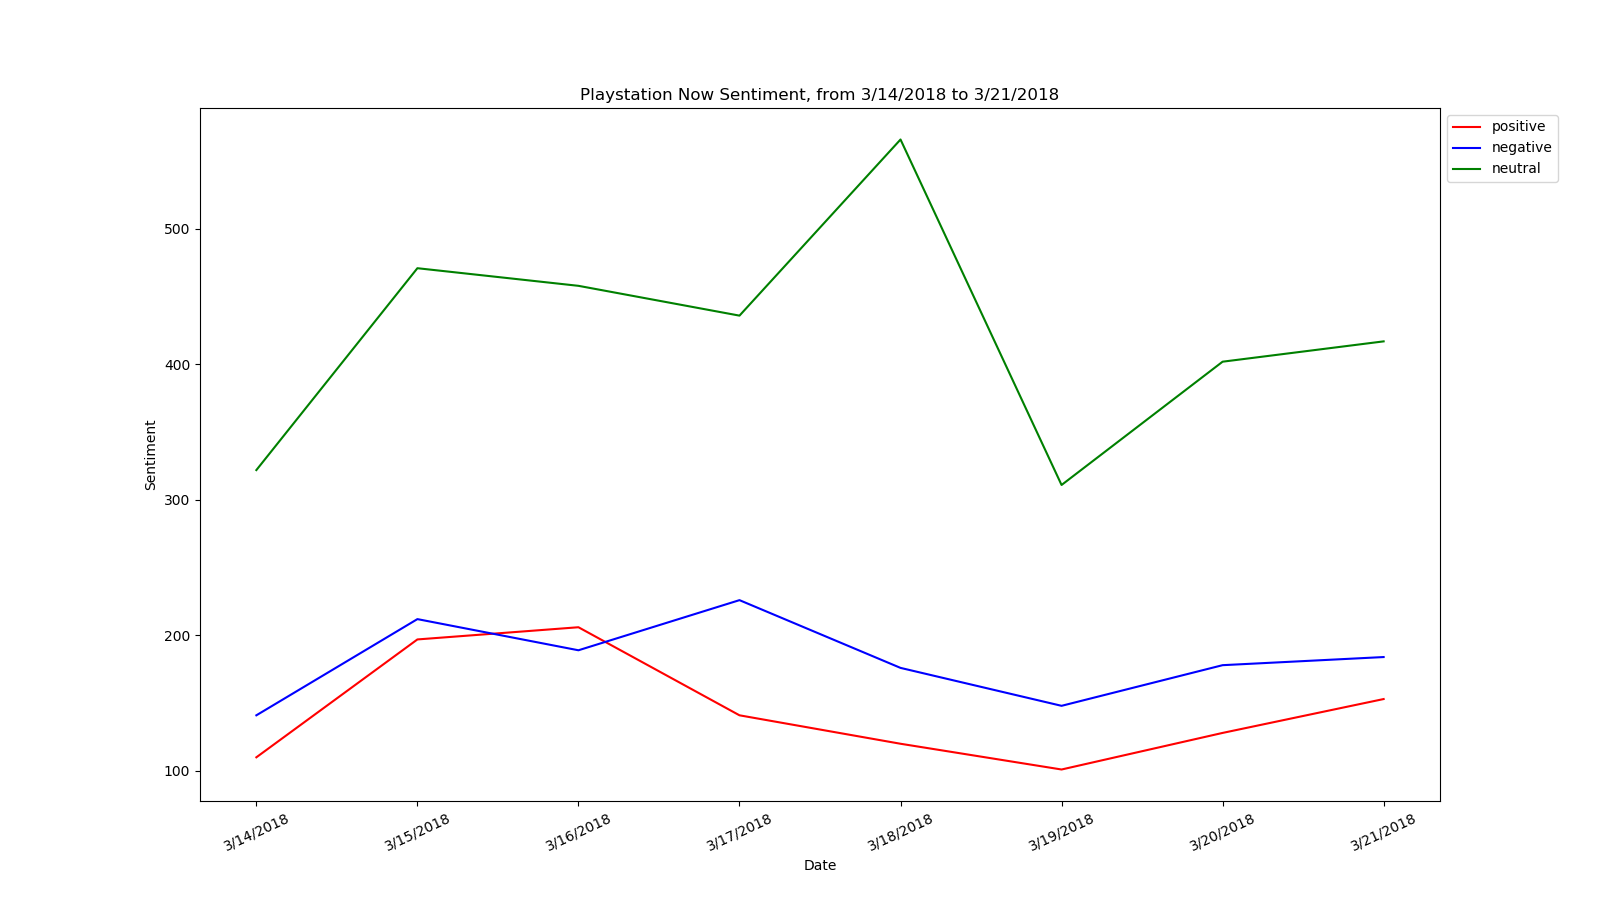 Playstation Now Sentiment, from 3/14/2018 to 3/21/2018
positive
negative
neutral
500
400
300
200
100
Sentiment
3/14/2018
3/15/2018
3/16/2018
3/17/2018
3/18/2018
3/19/2018
3/20/2018
3/21/2018
Date